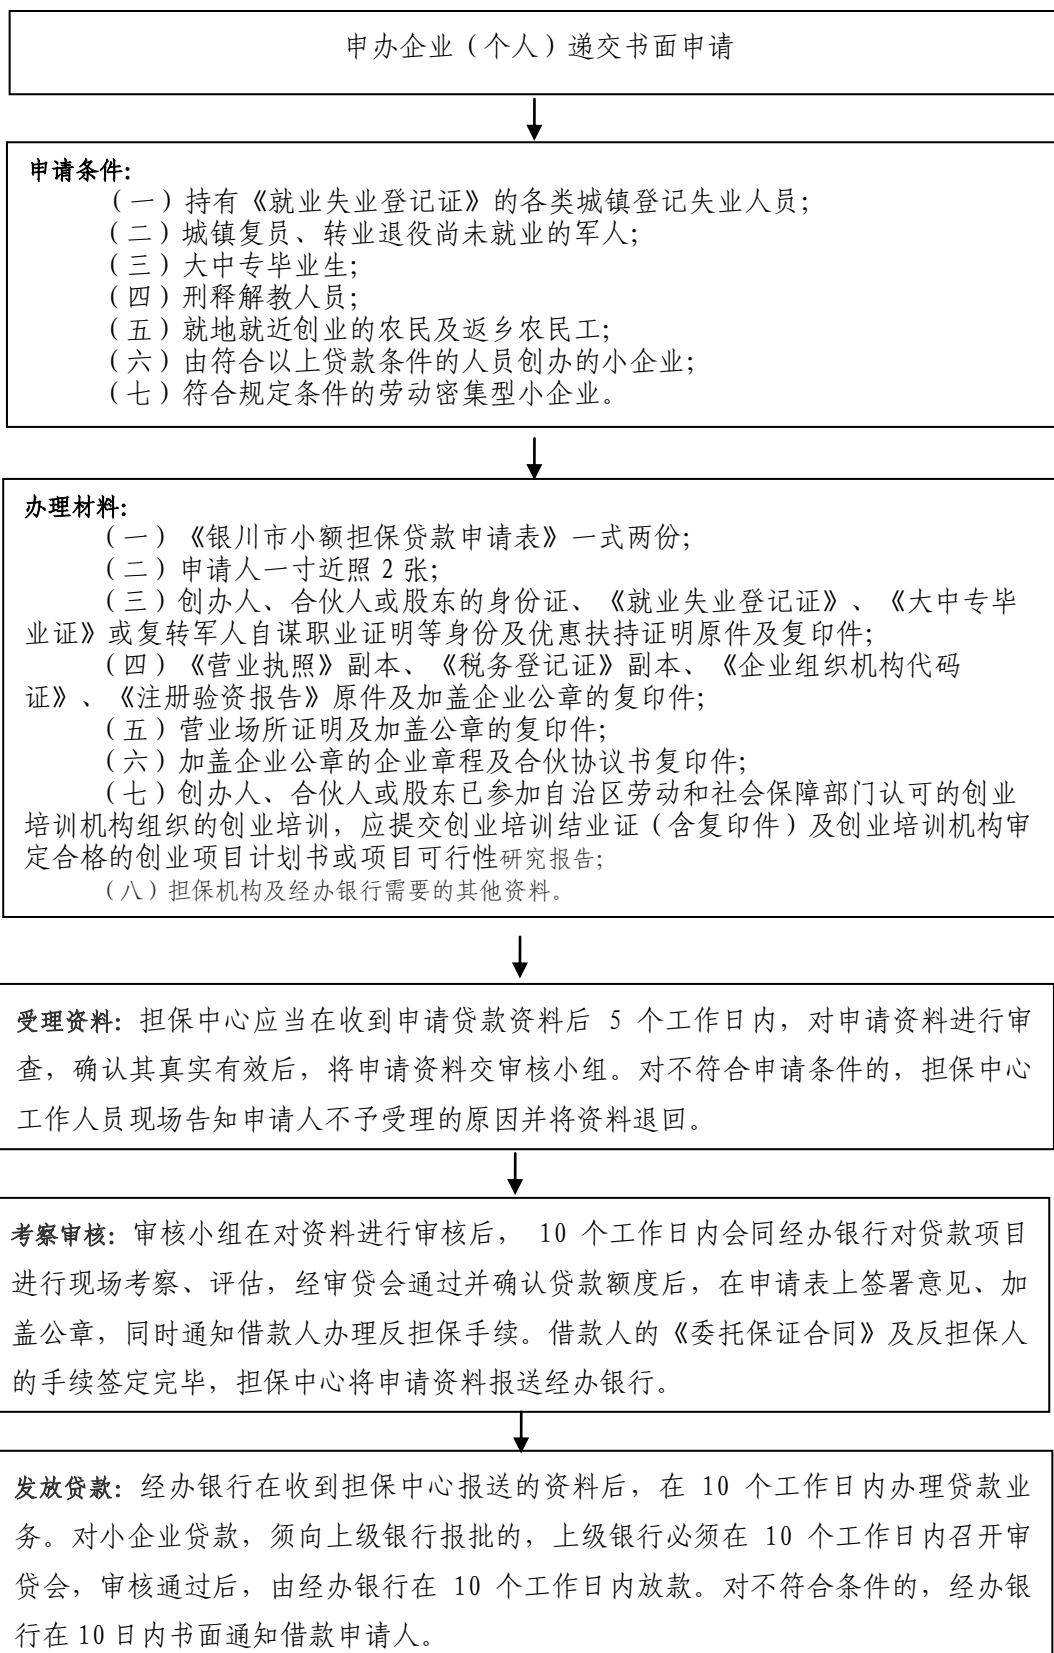 申办企业（个人）递交书面申请
申请条件:
（一）持有《就业失业登记证》的各类城镇登记失业人员;
（二）城镇复员、转业退役尚未就业的军人;
（三）大中专毕业生;
（四）刑释解教人员;
（五）就地就近创业的农民及返乡农民工;
（六）由符合以上贷款条件的人员创办的小企业;
（七）符合规定条件的劳动密集型小企业。
办理材料:
（一）《银川市小额担保贷款申请表》一式两份;
（二）申请人一寸近照 2 张;
（三）创办人、合伙人或股东的身份证、《就业失业登记证》、《大中专毕
业证》或复转军人自谋职业证明等身份及优惠扶持证明原件及复印件;
（四）《营业执照》副本、《税务登记证》副本、《企业组织机构代码
证》、《注册验资报告》原件及加盖企业公章的复印件;
（五）营业场所证明及加盖公章的复印件;
（六）加盖企业公章的企业章程及合伙协议书复印件;
（七）创办人、合伙人或股东已参加自治区劳动和社会保障部门认可的创业
培训机构组织的创业培训，应提交创业培训结业证（含复印件）及创业培训机构审
定合格的创业项目计划书或项目可行性研究报告;
（八）担保机构及经办银行需要的其他资料。
受理资料: 担保中心应当在收到申请贷款资料后 5 个工作日内，对申请资料进行审
查，确认其真实有效后，将申请资料交审核小组。对不符合申请条件的，担保中心
工作人员现场告知申请人不予受理的原因并将资料退回。
考察审核: 审核小组在对资料进行审核后， 10 个工作日内会同经办银行对贷款项目
进行现场考察、评估，经审贷会通过并确认贷款额度后，在申请表上签署意见、加
盖公章，同时通知借款人办理反担保手续。借款人的《委托保证合同》及反担保人
的手续签定完毕，担保中心将申请资料报送经办银行。
发放贷款: 经办银行在收到担保中心报送的资料后，在 10 个工作日内办理贷款业
务。对小企业贷款，须向上级银行报批的，上级银行必须在 10 个工作日内召开审
贷会，审核通过后，由经办银行在 10 个工作日内放款。对不符合条件的，经办银
行在 10 日内书面通知借款申请人。